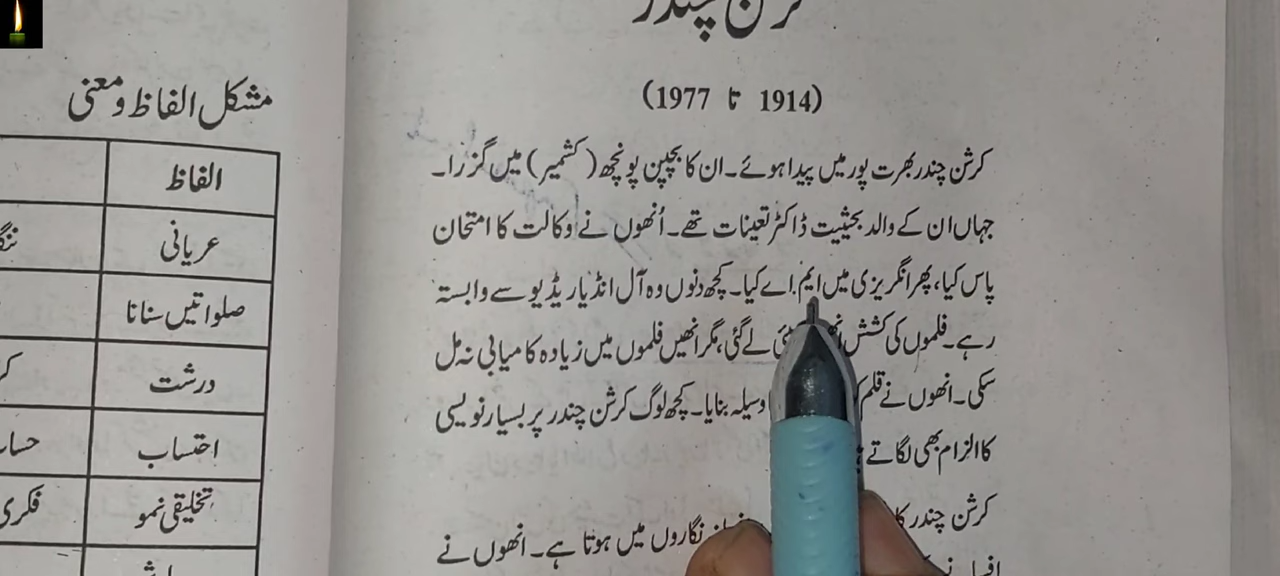 کرشن چندر
(1914 تا 1977)
کرشن چندر بھرت پور میں پیدا ہوئے۔ ان کا بچپن پونچھ (کشمیر) میں گزرا۔
جہاں ان کے والد بحیثیت ڈاکٹر تعینات تھے۔ اُنھوں نے وکالت کا امتحان
پاس کیا، پھر انگریزی میں ایم اے کیا۔ کچھ دنوں وہ آل انڈیا ریڈیو سے وابستہ
رہے۔ فلموں کی کشش لے گئی، مگر انھیں فلموں میں زیادہ کامیابی نہ مل
سکی۔ انھوں نے قلم وسیلہ بنایا۔ کچھ لوگ کرشن چندر پر بسیار نویسی
کا الزام بھی لگاتے
کرشن چندر نگاروں میں ہوتا ہے۔ انھوں نے
مشکل الفاظ و معنی
الفاظ
عریانی
صلواتیں سنانا
درشت
احتساب
تخلیقی نمو
فکری